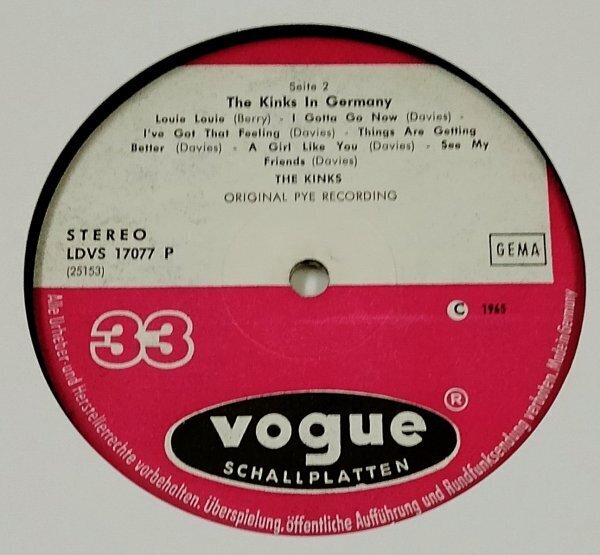 Seite 2
The Kinks In Germany
Louie Louie (Berry) - I Gotta Go Now (Davies) -
I've Got That Feeling (Davies) - Things Are Getting
Better (Davies) - A Girl Like You (Davies) - See My
Friends (Davies)
THE KINKS
ORIGINAL PYE RECORDING
STEREO
LDVS 17077 P
(25153)
GEMA
C 1965
33
vogue ®
SCHALLPLATTEN
Alle Urheber- und Herstellerrechte vorbehalten. Überspielung, öffentliche Aufführung und Rundfunksendung verboten. Made in Germany